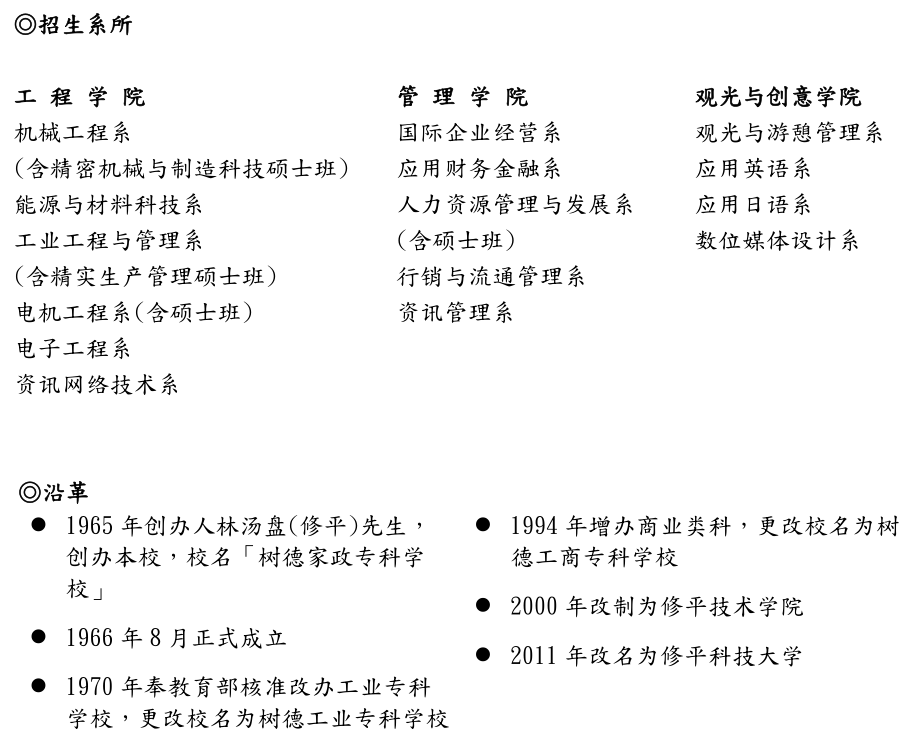 ◎招生系所
工 程 学 院
机械工程系
(含精密机械与制造科技硕士班)
能源与材料科技系
工业工程与管理系
(含精实生产管理硕士班)
电机工程系(含硕士班)
电子工程系
资讯网络技术系
管 理 学 院
国际企业经营系
应用财务金融系
人力资源管理与发展系
(含硕士班)
行销与流通管理系
资讯管理系
观光与创意学院
观光与游憩管理系
应用英语系
应用日语系
数位媒体设计系
◎沿革
● 1965 年创办人林汤盘(修平)先生，
创办本校，校名「树德家政专科学
校」
● 1966 年 8 月正式成立
● 1970 年奉教育部核准改办工业专科
学校，更改校名为树德工业专科学校
● 1994 年增办商业类科，更改校名为树
德工商专科学校
● 2000 年改制为修平技术学院
● 2011 年改名为修平科技大学